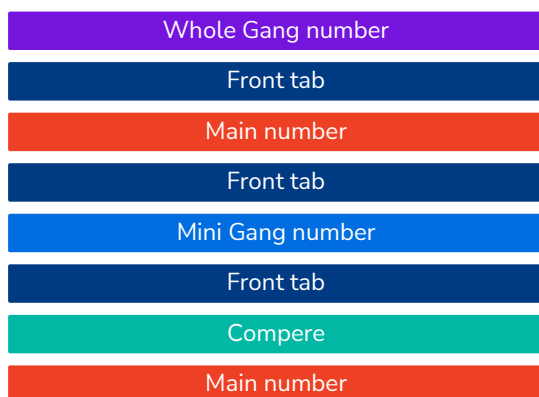 Whole Gang number
Front tab
Main number
Front tab
Mini Gang number
Front tab
Compere
Main number